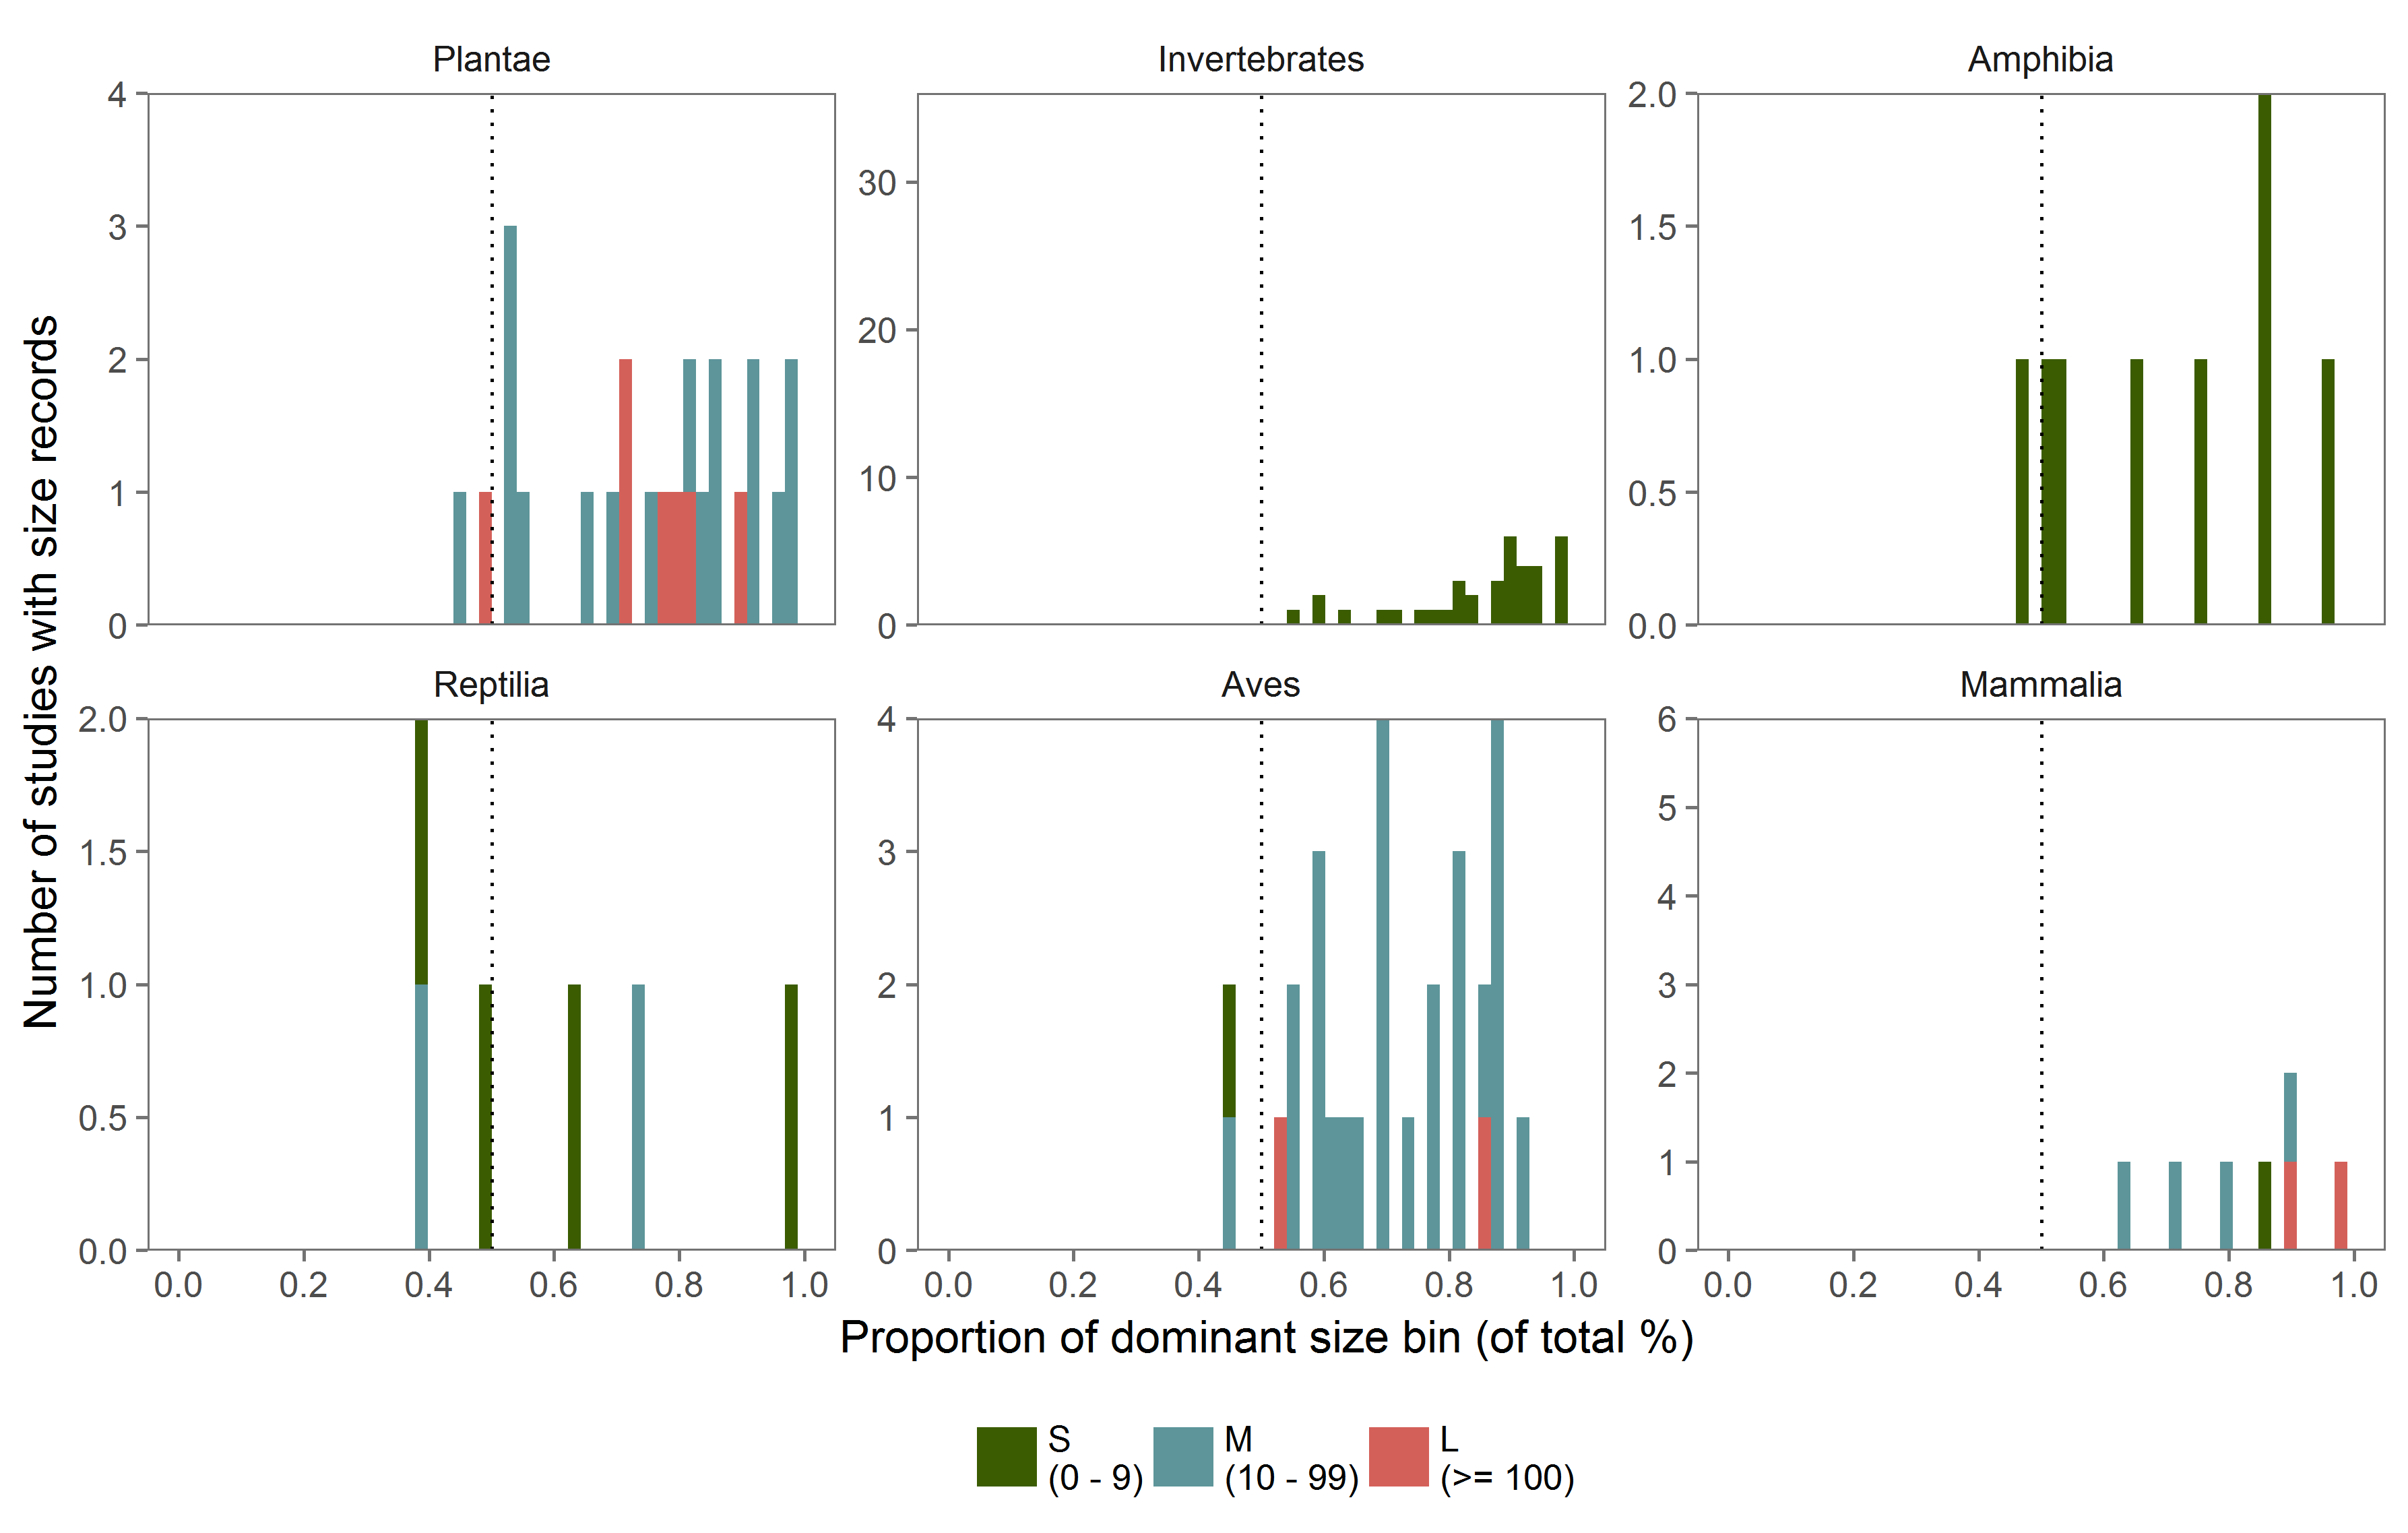 Plantae
Invertebrates
Amphibia
4
3
2
1
0
30
20
10
0
2.0
1.5
1.0
0.5
0.0
Number of studies with size records
Reptilia
Aves
Mammalia
2.0
1.5
1.0
0.5
0.0
4
3
2
1
0
6
5
4
3
2
1
0
0.0 0.2 0.4 0.6 0.8 1.0
0.0 0.2 0.4 0.6 0.8 1.0
0.0 0.2 0.4 0.6 0.8 1.0
Proportion of dominant size bin (of total %)
S
(0 - 9)
M
(10 - 99)
L
(>= 100)